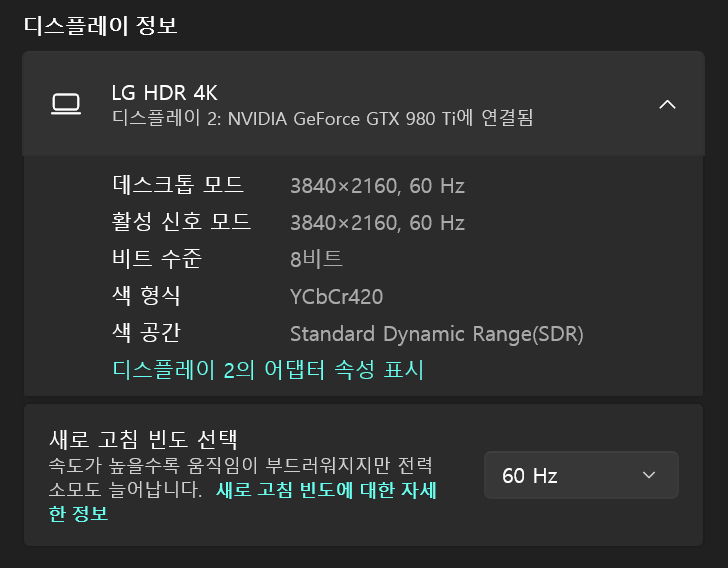 디스플레이 정보
LG HDR 4K
디스플레이 2: NVIDIA GeForce GTX 980 Ti에 연결됨
데스크톱 모드 3840×2160, 60 Hz
활성 신호 모드 3840×2160, 60 Hz
비트 수준 8비트
색 형식 YCbCr420
색 공간 Standard Dynamic Range(SDR)
디스플레이 2의 어댑터 속성 표시
새로 고침 빈도 선택
속도가 높을수록 움직임이 부드러워지지만 전력
소모도 늘어납니다. 새로 고침 빈도에 대한 자세
한 정보
60 Hz